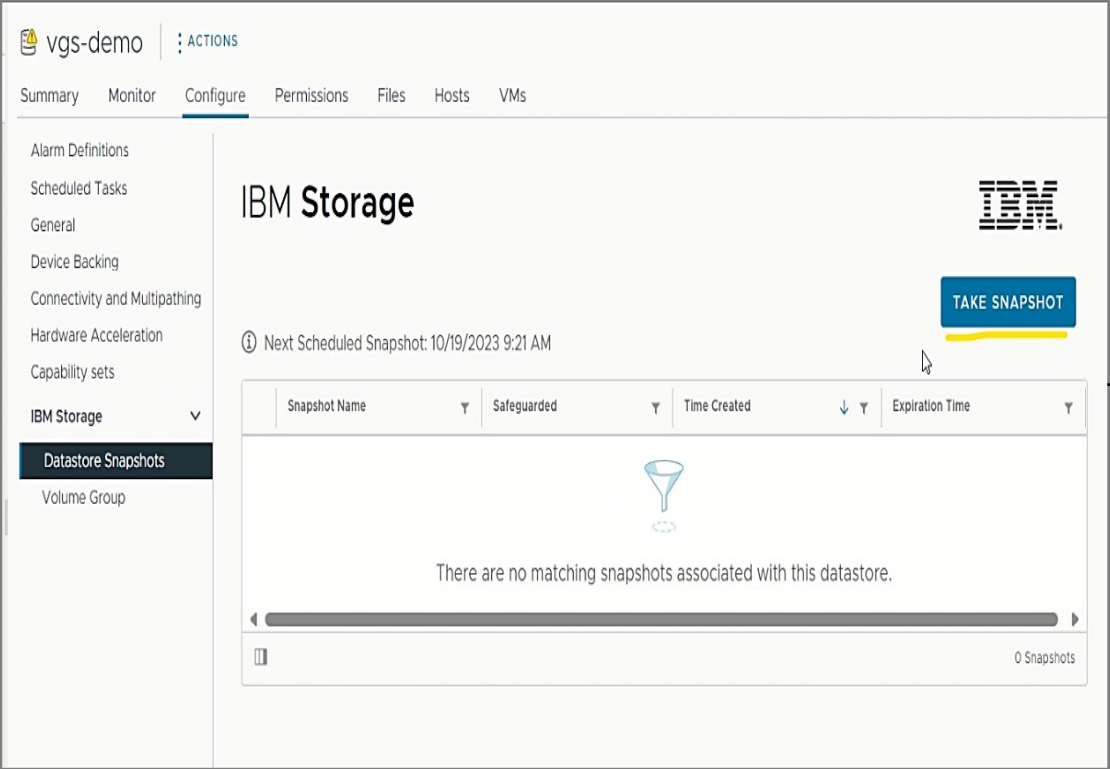 vgs-demo
ACTIONS
Summary Monitor Configure Permissions Files Hosts VMs
Alarm Definitions
Scheduled Tasks
General
Device Backing
Connectivity and Multipathing
Hardware Acceleration
Capability sets
IBM Storage
Datastore Snapshots
Volume Group
IBM Storage
IBM.
TAKE SNAPSHOT
Next Scheduled Snapshot: 10/19/2023 9:21 AM
Snapshot Name Safeguarded Time Created Expiration Time
There are no matching snapshots associated with this datastore.
0 Snapshots